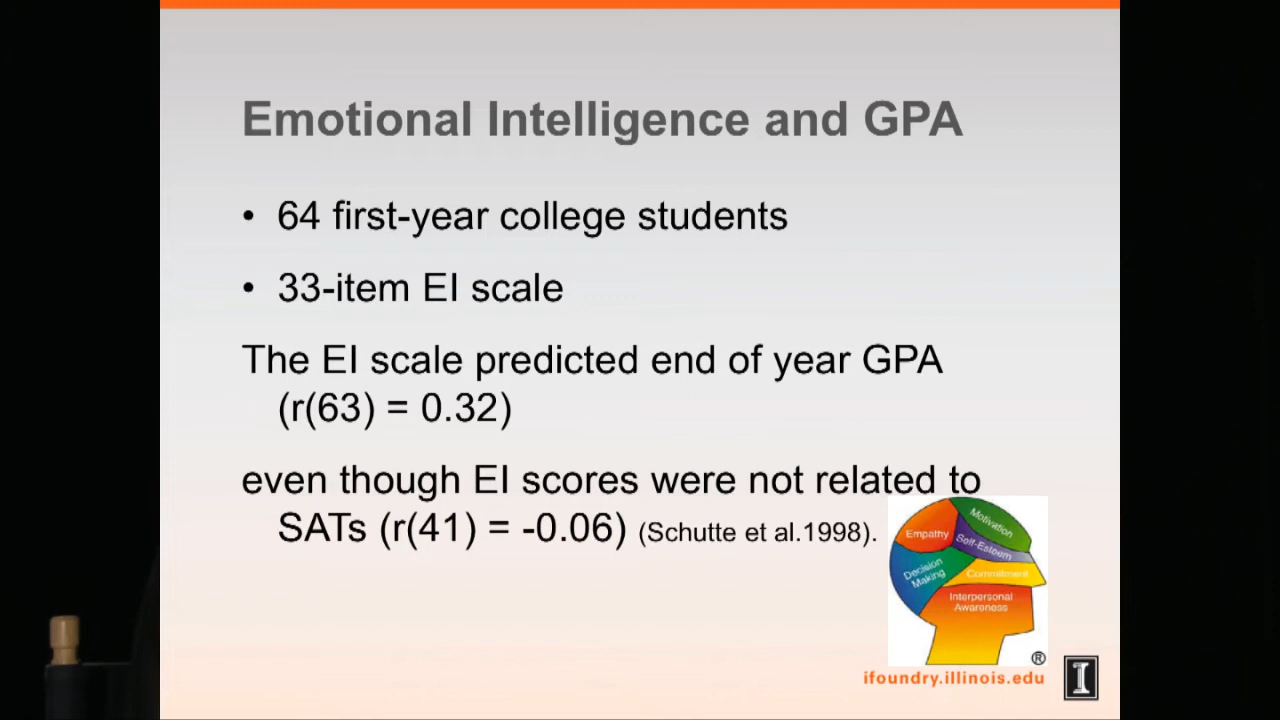 Emotional Intelligence and GPA
• 64 first-year college students
• 33-item EI scale
The EI scale predicted end of year GPA
(r(63) = 0.32)
even though EI scores were not related to
SATs (r(41) = -0.06) (Schutte et al.1998).
Motivation
Empathy
Self-Esteem
Decision
Making
Commitment
Interpersonal
Awareness
®
ifoundry.illinois.edu
I